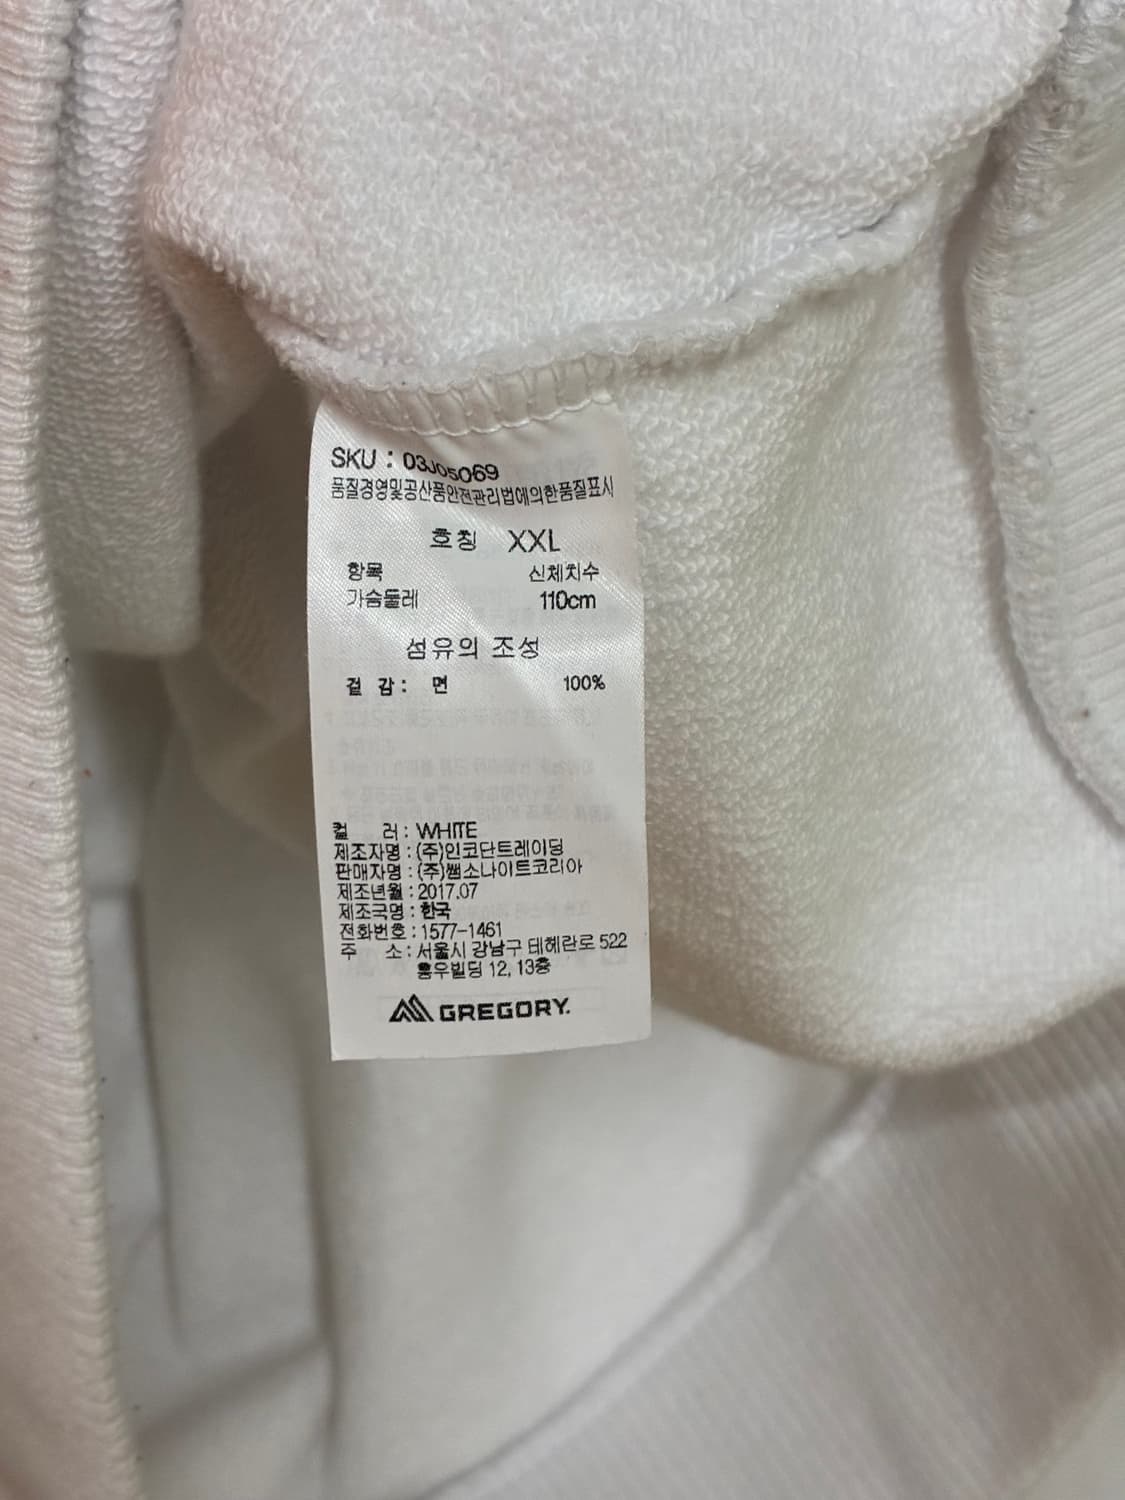 SKU : 03J05069
품질경영및공산품안전관리법에의한품질표시
호칭 XXL
항목 신체치수
가슴둘레 110cm
섬유의 조성
겉 감 : 면 100%
컬 러 : WHITE
제조자명 : (주)인코단트레이딩
판매자명 : (주)쌤소나이트코리아
제조년월 : 2017.07
제조국명 : 한국
전화번호 : 1577-1461
주 소 : 서울시 강남구 테헤란로 522
홍우빌딩 12, 13층
GREGORY.